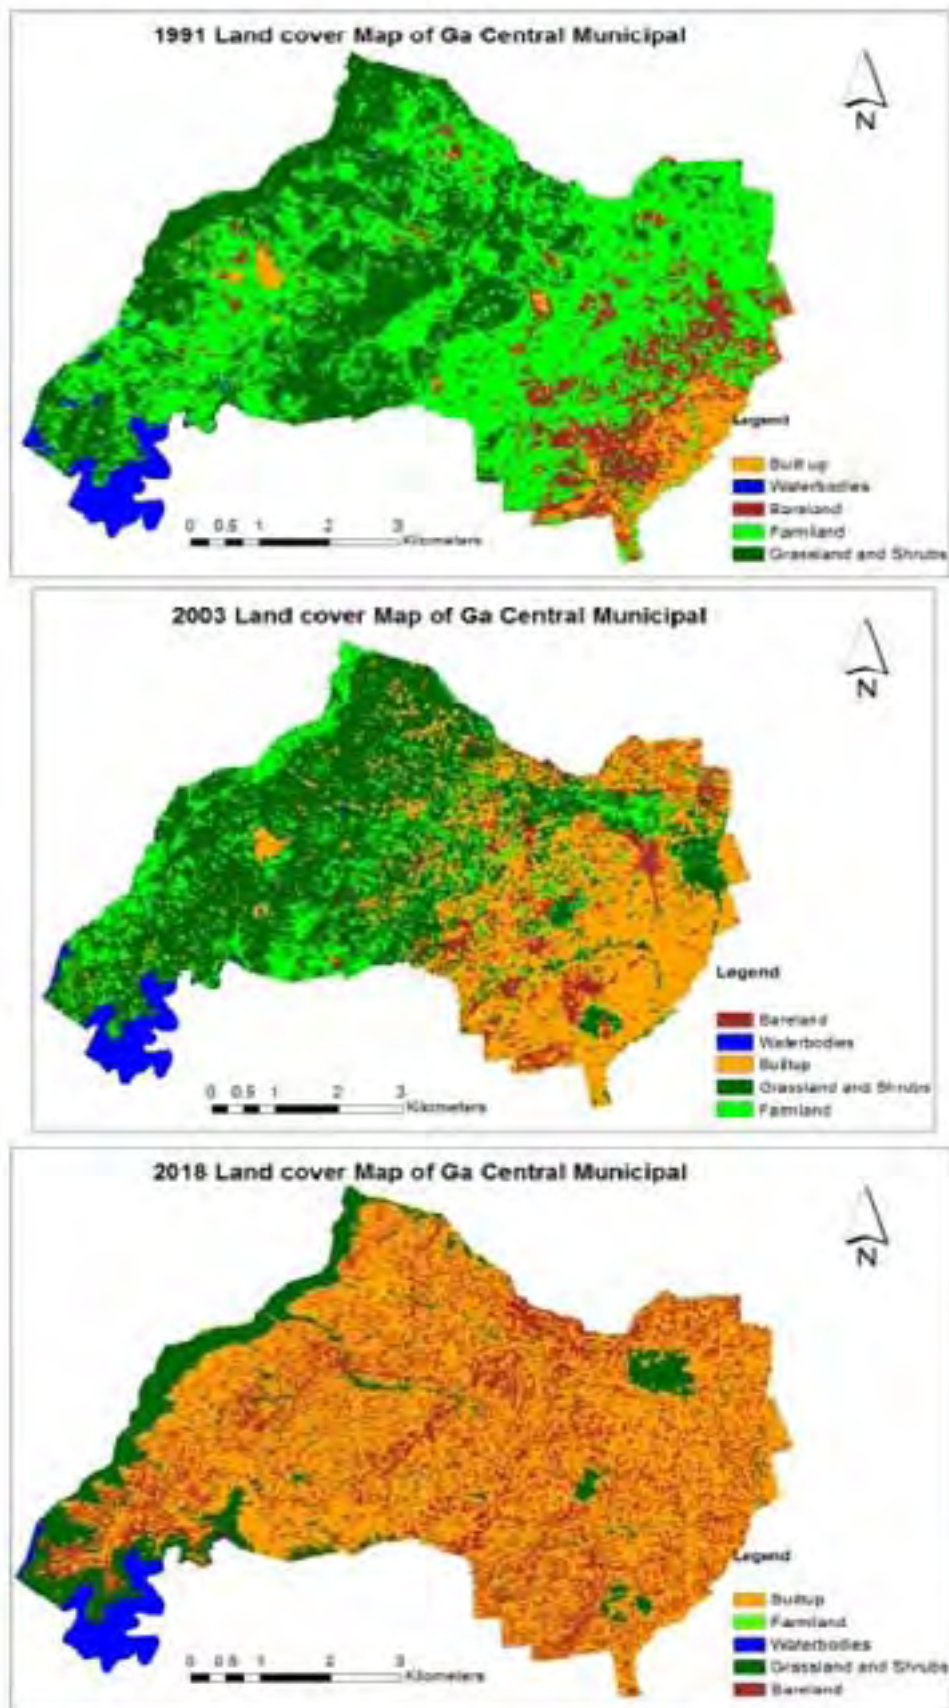 1991 Land cover Map of Ga Central Municipal
N
Legend
Built up
Waterbodies
Bareland
Farmland
Grassland and Shrubs
0 0.5 1 2 3
Kilometers
2003 Land cover Map of Ga Central Municipal
N
Legend
Bareland
Waterbodies
Builtup
Grassland and Shrubs
Farmland
0 0.5 1 2 3
Kilometers
2018 Land cover Map of Ga Central Municipal
N
Legend
Builtup
Farmland
Waterbodies
Grassland and Shrubs
Bareland
0 0.5 1 2 3
Kilometers